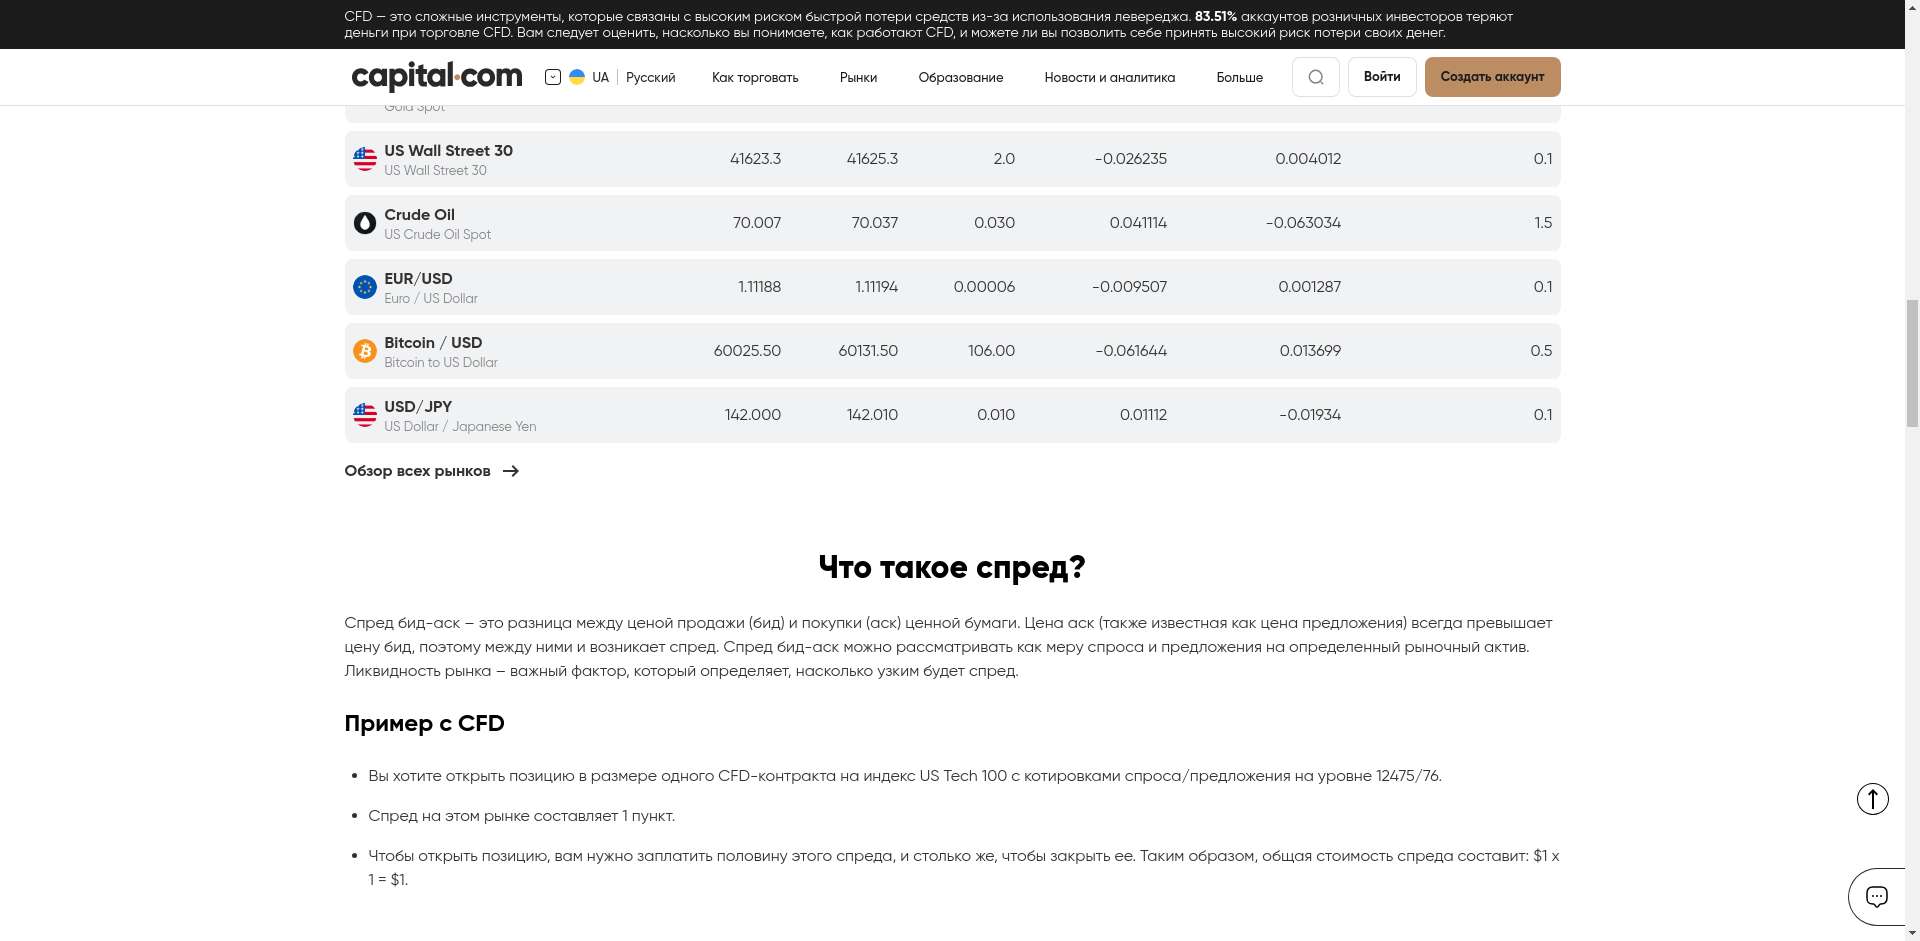 CFD — это сложные инструменты, которые связаны с высоким риском быстрой потери средств из-за использования левереджа. 83.51% аккаунтов розничных инвесторов теряют
деньги при торговле CFD. Вам следует оценить, насколько вы понимаете, как работают CFD, и можете ли вы позволить себе принять высокий риск потери своих денег.
capital.com UA Русский Как торговать Рынки Образование Новости и аналитика Больше Войти Создать аккаунт
Gold Spot
US Wall Street 30 41623.3 41625.3 2.0 -0.026235 0.004012 0.1
US Wall Street 30
Crude Oil 70.007 70.037 0.030 0.041114 -0.063034 1.5
US Crude Oil Spot
EUR/USD 1.11188 1.11194 0.00006 -0.009507 0.001287 0.1
Euro / US Dollar
Bitcoin / USD 60025.50 60131.50 106.00 -0.061644 0.013699 0.5
Bitcoin to US Dollar
USD/JPY 142.000 142.010 0.010 0.01112 -0.01934 0.1
US Dollar / Japanese Yen
Обзор всех рынков
Что такое спред?
Спред бид-аск – это разница между ценой продажи (бид) и покупки (аск) ценной бумаги. Цена аск (также известная как цена предложения) всегда превышает
цену бид, поэтому между ними и возникает спред. Спред бид-аск можно рассматривать как меру спроса и предложения на определенный рыночный актив.
Ликвидность рынка – важный фактор, который определяет, насколько узким будет спред.
Пример с CFD
• Вы хотите открыть позицию в размере одного CFD-контракта на индекс US Tech 100 с котировками спроса/предложения на уровне 12475/76.
• Спред на этом рынке составляет 1 пункт.
• Чтобы открыть позицию, вам нужно заплатить половину этого спреда, и столько же, чтобы закрыть ее. Таким образом, общая стоимость спреда составит: $1 x
1 = $1.